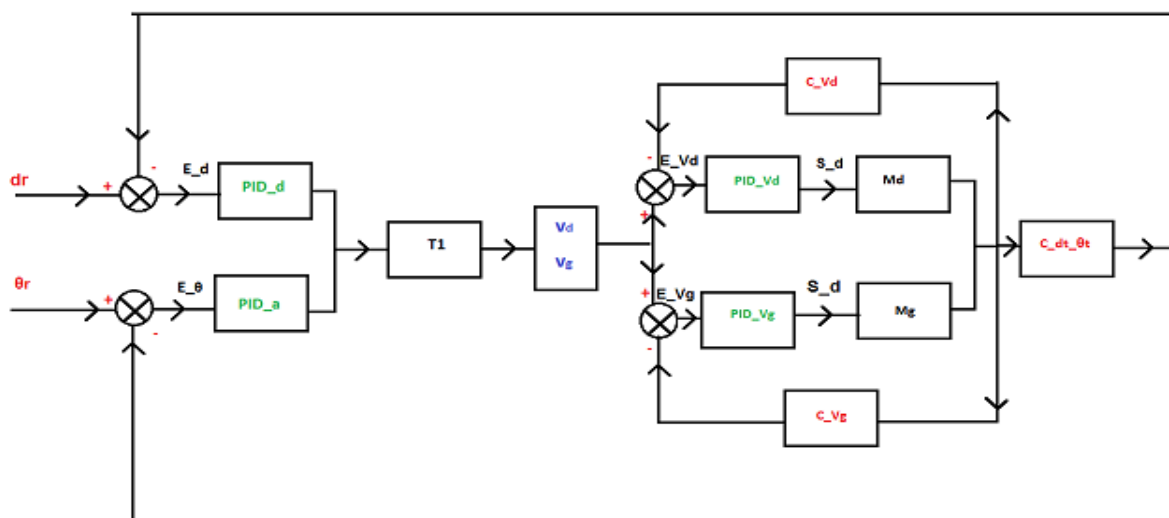 C_Vd
-
-
E_d
E_Vd
S_d
dr
+
PID_d
PID_Vd
Md
+
T1
Vd
Vg
C_dt_θt
θr
+
E_θ
PID_a
+
E_Vg
S_d
PID_Vg
Mg
-
-
C_Vg